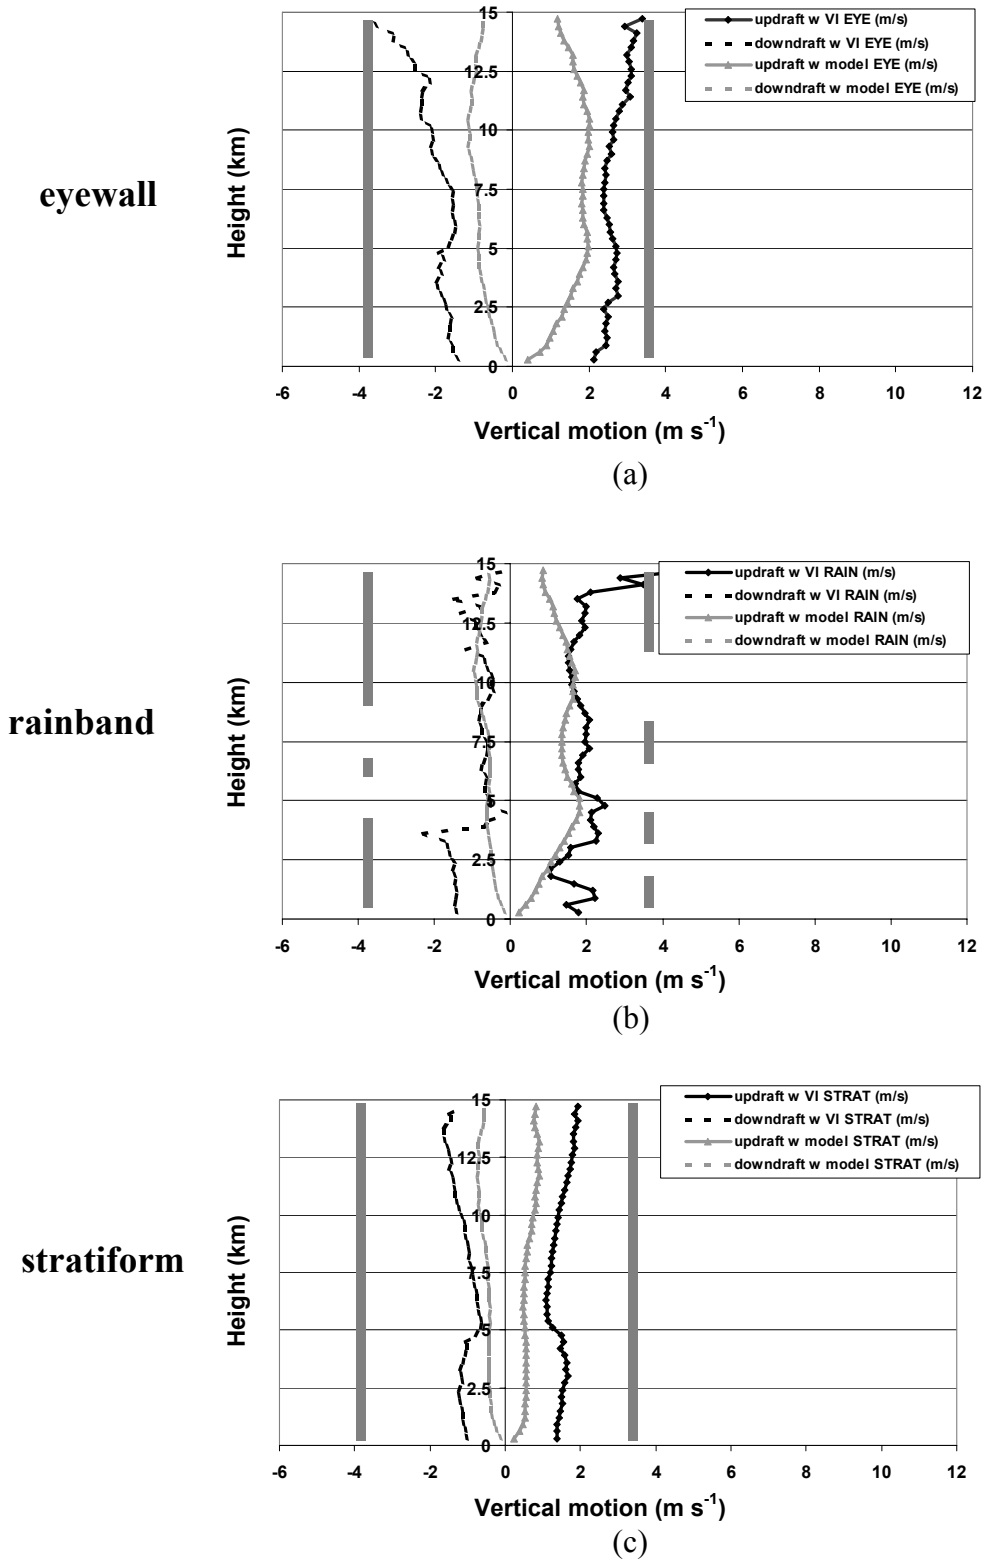 15
updraft w VI EYE (m/s)
downdraft w VI EYE (m/s)
updraft w model EYE (m/s)
downdraft w model EYE (m/s)
12.5
10
7.5
5
2.5
0
Height (km)
eyewall
-6 -4 -2 0 2 4 6 8 10 12
Vertical motion (m s⁻¹)
(a)
15
updraft w VI RAIN (m/s)
downdraft w VI RAIN (m/s)
updraft w model RAIN (m/s)
downdraft w model RAIN (m/s)
12.5
10
7.5
5
2.5
0
Height (km)
rainband
-6 -4 -2 0 2 4 6 8 10 12
Vertical motion (m s⁻¹)
(b)
15
updraft w VI STRAT (m/s)
downdraft w VI STRAT (m/s)
updraft w model STRAT (m/s)
downdraft w model STRAT (m/s)
12.5
10
7.5
5
2.5
0
Height (km)
stratiform
-6 -4 -2 0 2 4 6 8 10 12
Vertical motion (m s⁻¹)
(c)